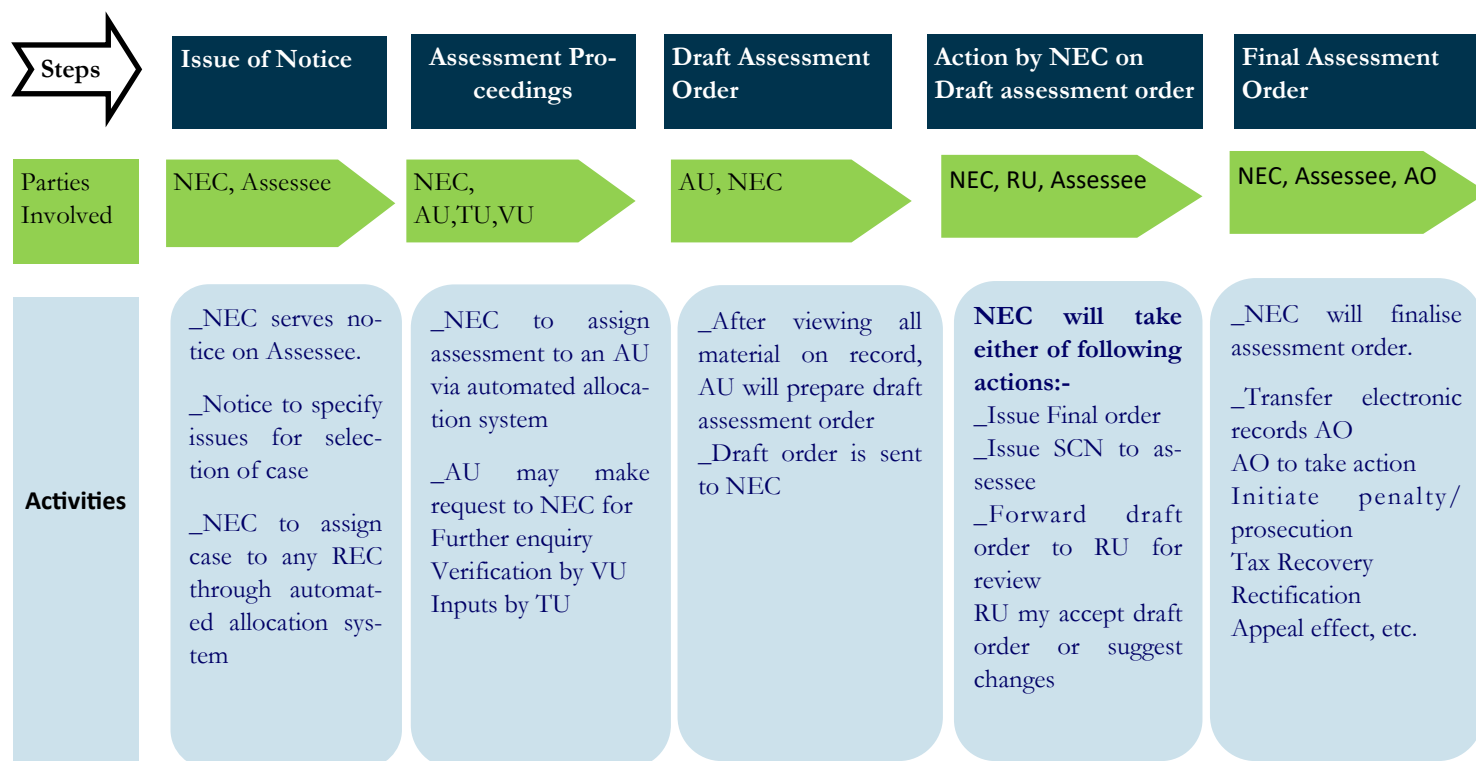 Steps
Issue of Notice
Assessment Pro-
ceedings
Draft Assessment
Order
Action by NEC on
Draft assessment order
Final Assessment
Order
Parties
Involved
NEC, Assessee
NEC,
AU,TU,VU
AU, NEC
NEC, RU, Assessee
NEC, Assessee, AO
Activities
_NEC serves no-
tice on Assessee.
_Notice to specify
issues for selec-
tion of case
_NEC to assign
case to any REC
through automat-
ed allocation sys-
tem
_NEC to assign
assessment to an AU
via automated alloca-
tion system
_AU may make
request to NEC for
Further enquiry
Verification by VU
Inputs by TU
_After viewing all
material on record,
AU will prepare draft
assessment order
_Draft order is sent
to NEC
NEC will take
either of following
actions:-
_Issue Final order
_Issue SCN to as-
sessee
_Forward draft
order to RU for
review
RU my accept draft
order or suggest
changes
_NEC will finalise
assessment order.
_Transfer electronic
records AO
AO to take action
Initiate penalty/
prosecution
Tax Recovery
Rectification
Appeal effect, etc.